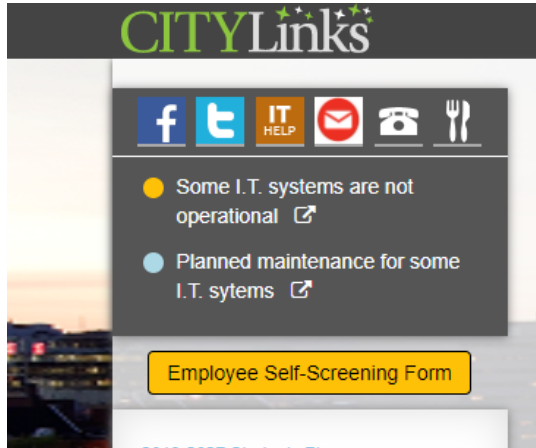 CITYLinks
IT
HELP
Some I.T. systems are not
operational
Planned maintenance for some
I.T. sytems
Employee Self-Screening Form